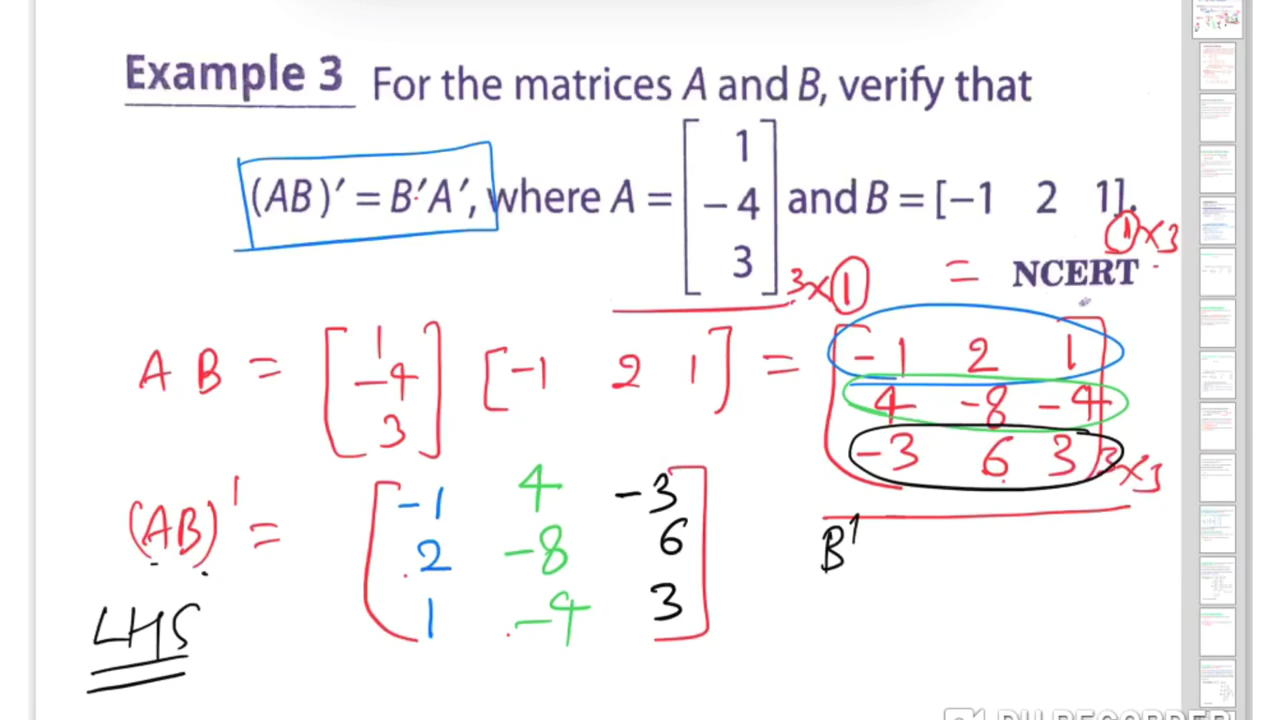 Example 3 For the matrices A and B, verify that
(AB)′ = B′A′, where A = [1 −4 3] and B = [−1 2 1].
3×1
1×3
= NCERT
AB = [1 −4 3] [−1 2 1] = [−1 2 1
4 −8 −4
−3 6 3] 3×3
(AB)′ = [−1 4 −3
2 −8 6
1 −4 3]
B′
LHS